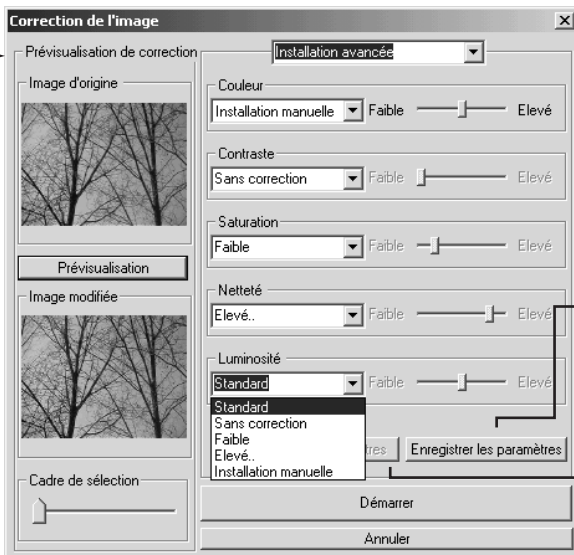 Correction de l'image
Prévisualisation de correction
Installation avancée
Image d'origine
Prévisualisation
Image modifiée
Cadre de sélection
Couleur
Installation manuelle Faible Elevé
Contraste
Sans correction Faible Elevé
Saturation
Faible Faible Elevé
Netteté
Elevé.. Faible Elevé
Luminosité
Standard Faible Elevé
Standard
Sans correction
Faible
Elevé..
Installation manuelle
Enregistrer les paramètres
Démarrer
Annuler